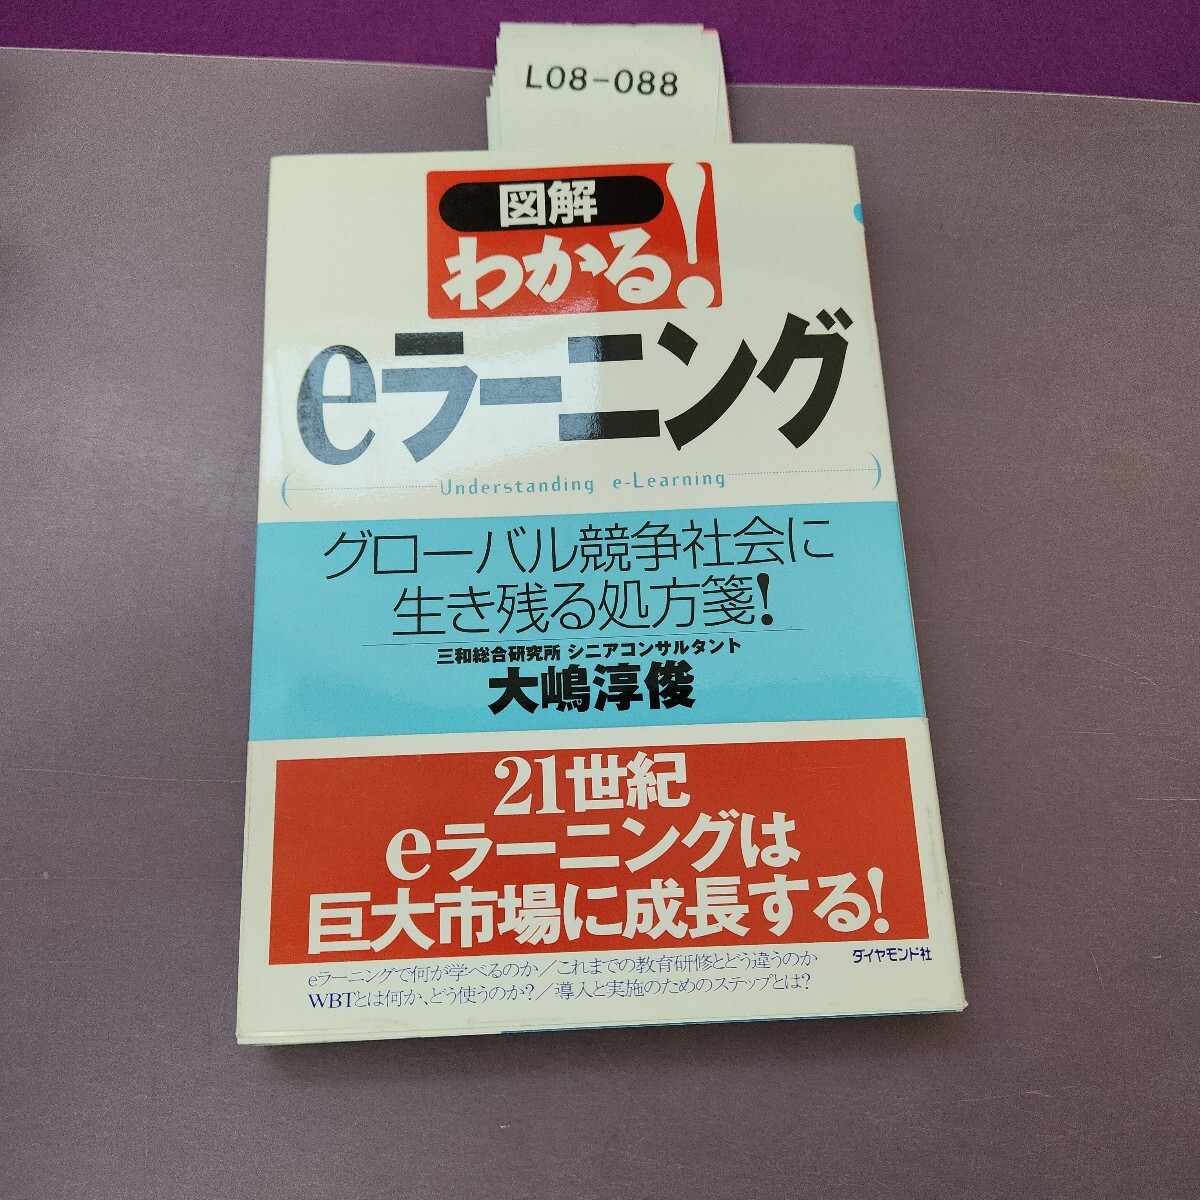 L08-088
図解
わかる!
eラーニング
Understanding e-Learning
グローバル競争社会に
生き残る処方箋!
三和総合研究所 シニアコンサルタント
大嶋淳俊
21世紀
eラーニングは
巨大市場に成長する!
ダイヤモンド社
eラーニングで何が学べるのか／これまでの教育研修とどう違うのか
WBTとは何か、どう使うのか?／導入と実施のためのステップとは?